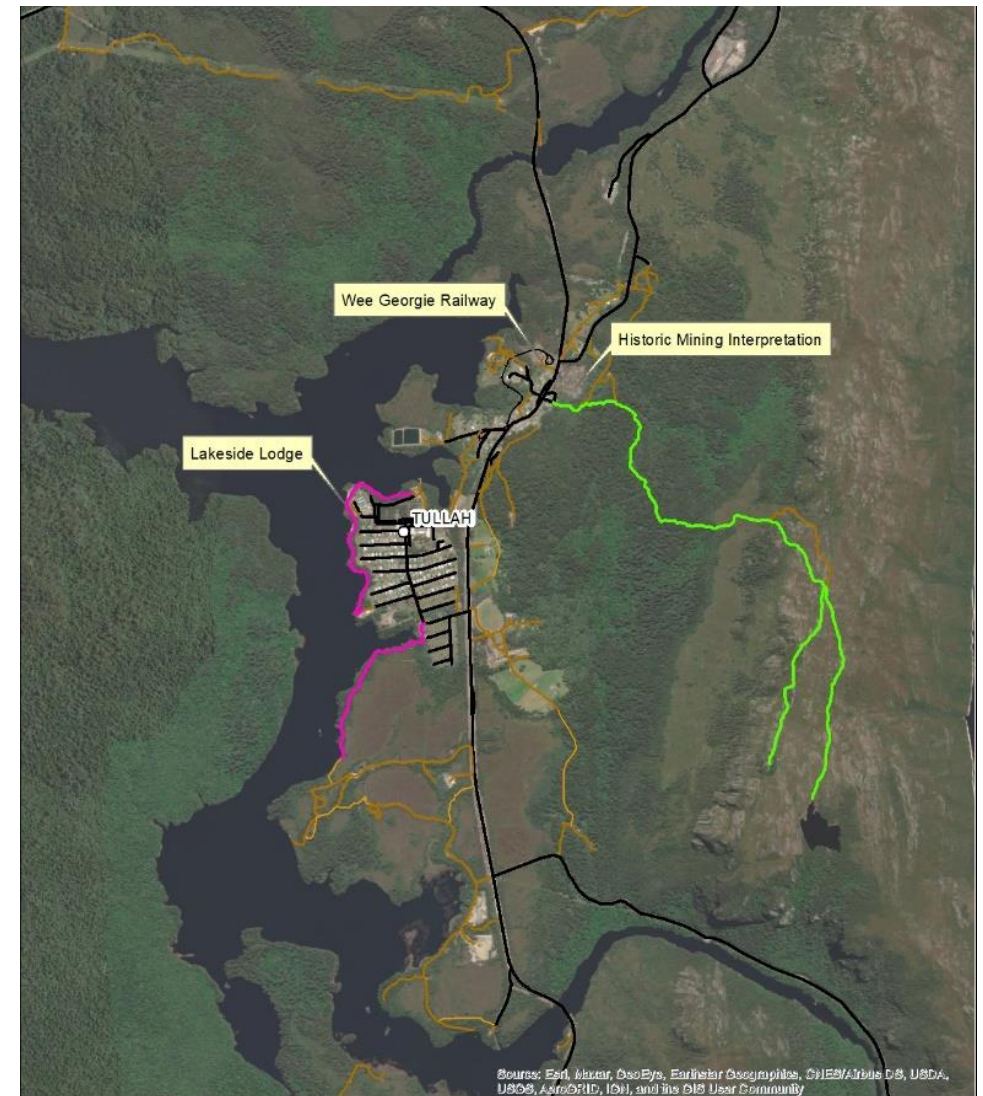 Wee Georgie Railway
Historic Mining Interpretation
Lakeside Lodge
TULLAH
Source: Esri, Maxar, GeoEye, Earthstar Geographics, CNES/Airbus DS, USDA,
USGS, AeroGRID, IGN, and the GIS User Community